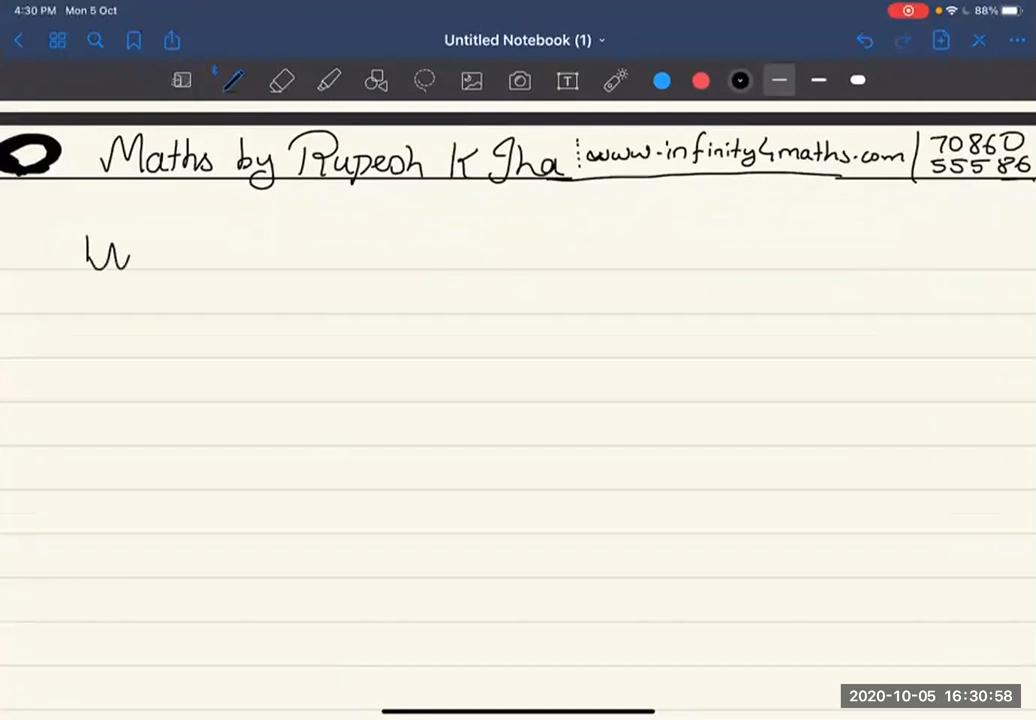 4:30 PM Mon 5 Oct 88%
Untitled Notebook (1)
Maths by Rupesh K Jha : www.infinity4maths.com | 70860
55586
2020-10-05 16:30:58